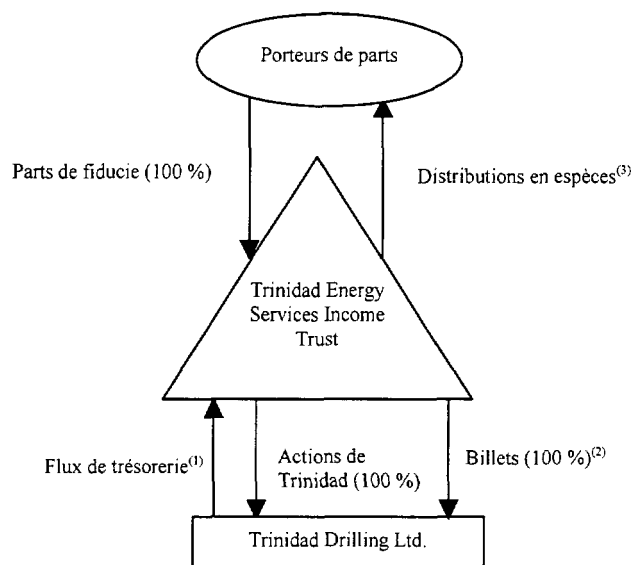 Porteurs de parts
Parts de fiducie (100 %)
Distributions en espèces(3)
Trinidad Energy
Services Income
Trust
Flux de trésorerie(1)
Actions de
Trinidad (100 %)
Billets (100 %)(2)
Trinidad Drilling Ltd.